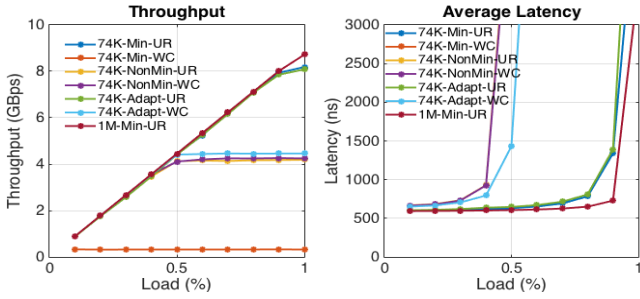 Throughput
Throughput (GBps)
10
8
6
4
2
0
74K-Min-UR
74K-Min-WC
74K-NonMin-UR
74K-NonMin-WC
74K-Adapt-UR
74K-Adapt-WC
1M-Min-UR
0
0.5
1
Load (%)
Average Latency
Latency (ns)
3000
2500
2000
1500
1000
500
0
74K-Min-UR
74K-Min-WC
74K-NonMin-UR
74K-NonMin-WC
74K-Adapt-UR
74K-Adapt-WC
1M-Min-UR
0
0.5
1
Load (%)